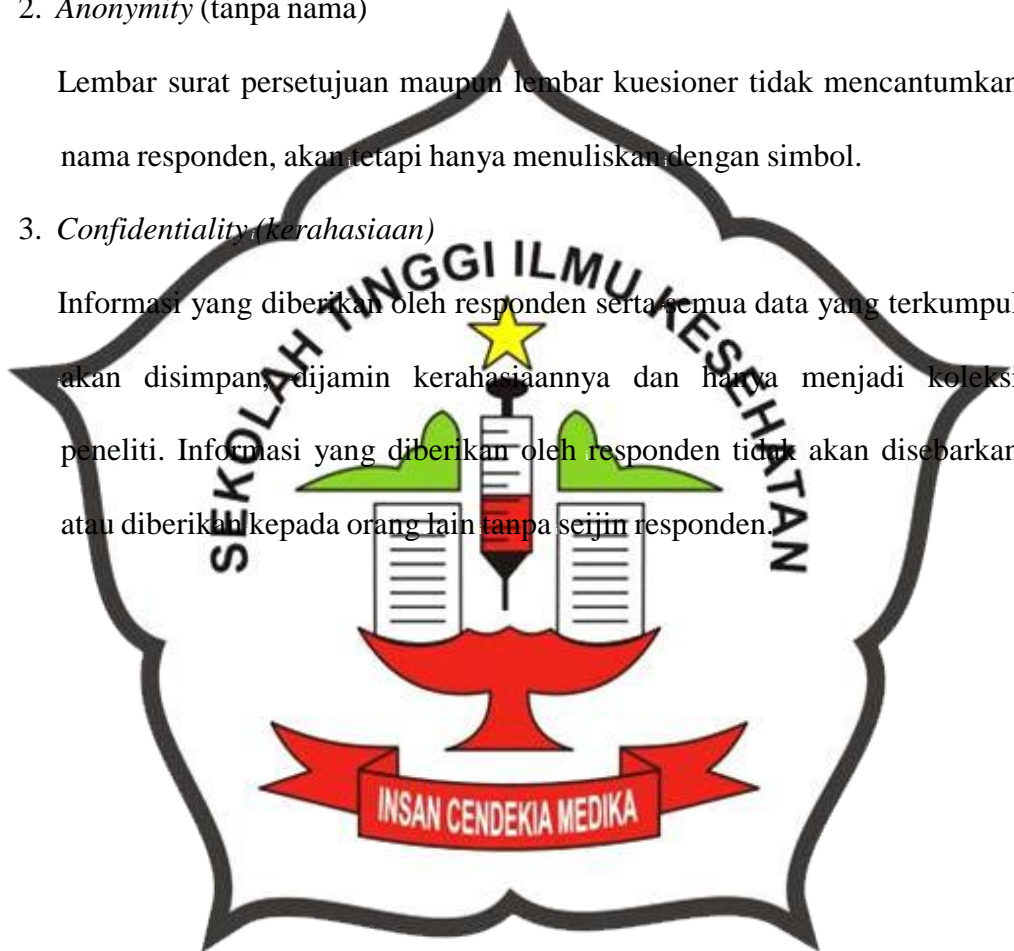 2. Anonymity (tanpa nama)
Lembar surat persetujuan maupun lembar kuesioner tidak mencantumkan
nama responden, akan tetapi hanya menuliskan dengan simbol.
3. Confidentiality (kerahasiaan)
Informasi yang diberikan oleh responden serta semua data yang terkumpul
akan disimpan, dijamin kerahasiaannya dan hanya menjadi koleksi
peneliti. Informasi yang diberikan oleh responden tidak akan disebarkan
atau diberikan kepada orang lain tanpa seijin responden.
SEKOLAH TINGGI ILMU KESEHATAN
INSAN CENDEKIA MEDIKA